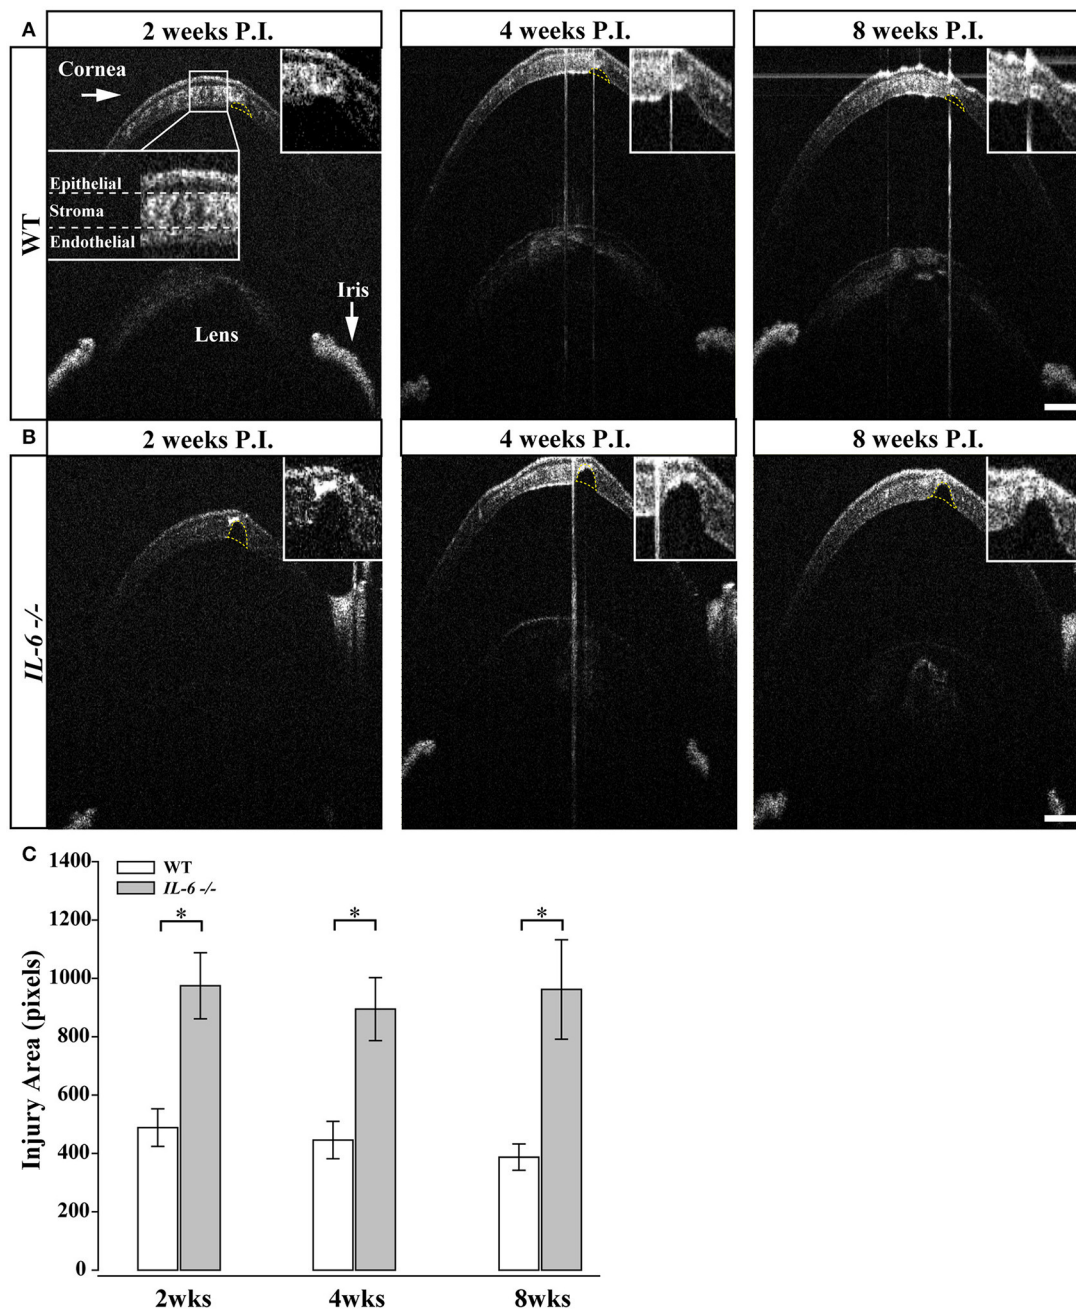 A
2 weeks P.I.
4 weeks P.I.
8 weeks P.I.
WT
Cornea
Epithelial
Stroma
Endothelial
Iris
Lens
B
2 weeks P.I.
4 weeks P.I.
8 weeks P.I.
IL-6 -/-
C
WT
IL-6 -/-
Injury Area (pixels)
1400
1200
1000
800
600
400
200
0
* * *
2wks 4wks 8wks